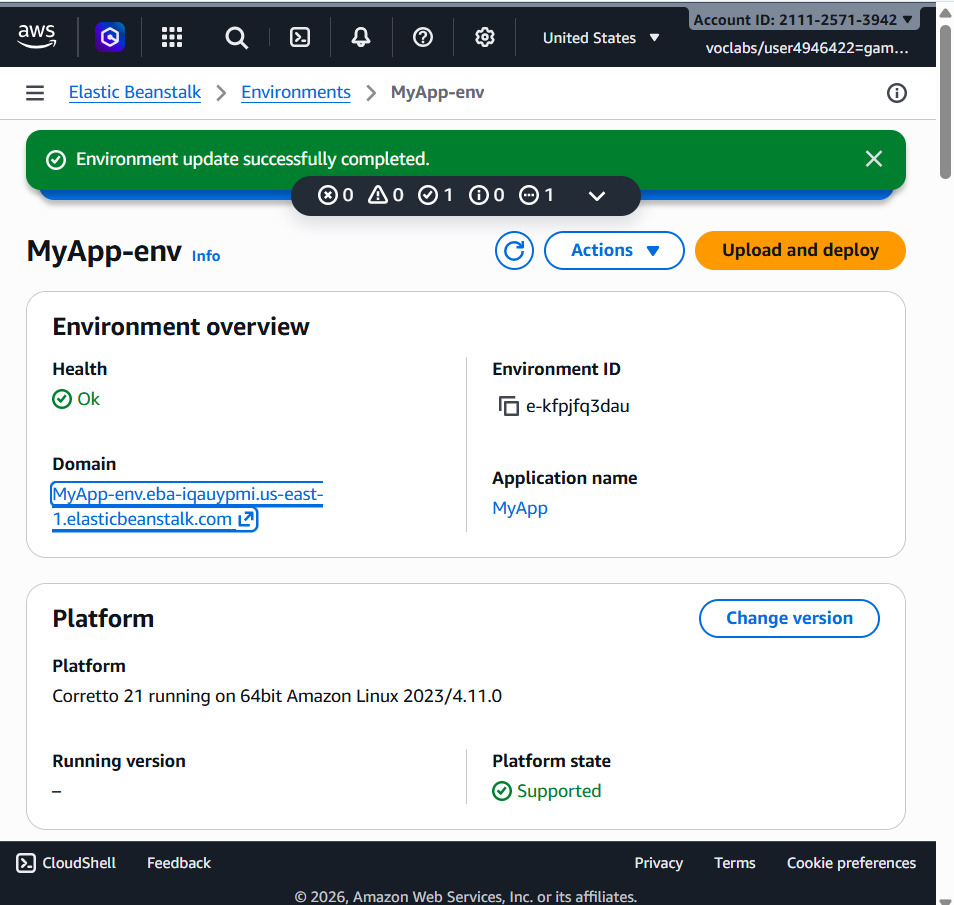 aws
United States
Account ID: 2111-2571-3942
voclabs/user4946422=gam...
Elastic Beanstalk
Environments
MyApp-env
Environment update successfully completed.
0 0 1 0 1
MyApp-env Info
Actions
Upload and deploy
Environment overview
Health
Ok
Environment ID
e-kfpjfq3dau
Domain
MyApp-env.eba-iqauypmi.us-east-
1.elasticbeanstalk.com
Application name
MyApp
Platform
Change version
Platform
Corretto 21 running on 64bit Amazon Linux 2023/4.11.0
Running version
–
Platform state
Supported
CloudShell
Feedback
Privacy
Terms
Cookie preferences
© 2026, Amazon Web Services, Inc. or its affiliates.